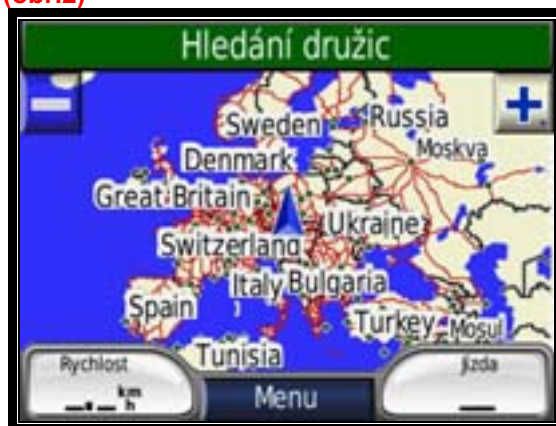 (obr.2)
Hledání družic
Sweden
Russia
Denmark
Moskva
Great Britain
Ukraine
Switzerland
Italy
Bulgaria
Spain
Turkey
Mosul
Tunisia
Rychlost
Jízda
_._ km/h
Menu
—